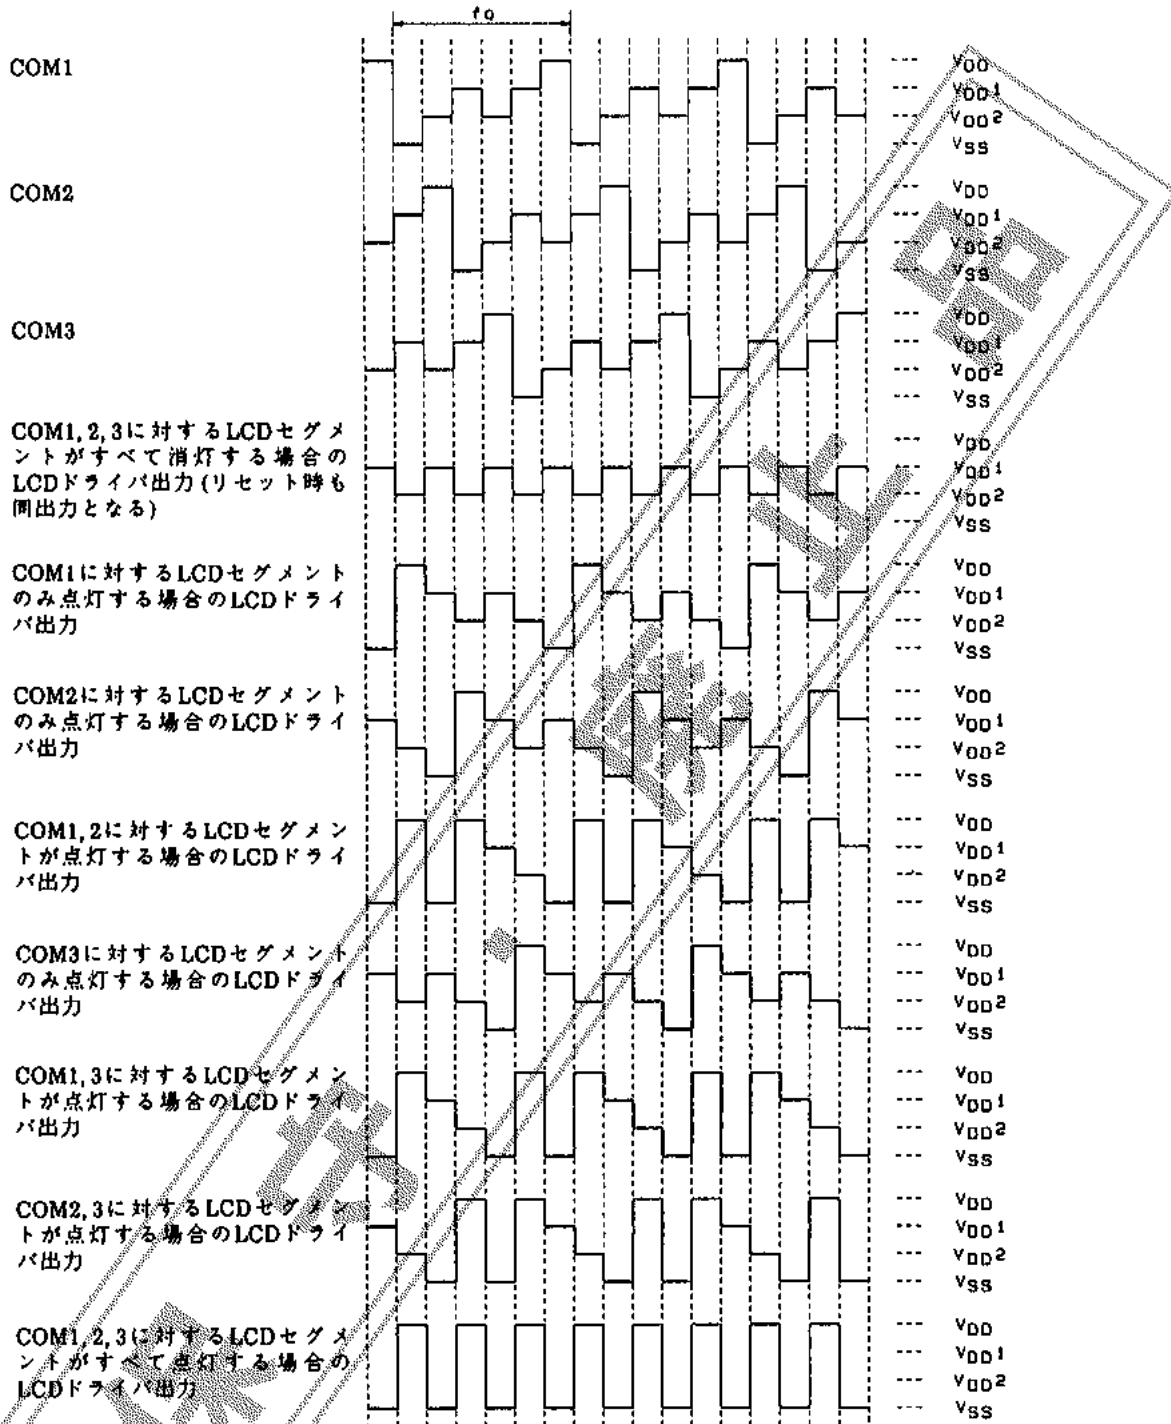 fo
COM1
VDD
VDD1
VDD2
VSS
COM2
VDD
VDD1
VDD2
VSS
COM3
VDD
VDD1
VDD2
VSS
COM1,2,3に対するLCDセグメ
ントがすべて消灯する場合の
LCDドライバ出力(リセット時も
同出力となる)
VDD
VDD1
VDD2
VSS
COM1に対するLCDセグメント
のみ点灯する場合のLCDドライ
バ出力
VDD
VDD1
VDD2
VSS
COM2に対するLCDセグメント
のみ点灯する場合のLCDドライ
バ出力
VDD
VDD1
VDD2
VSS
COM1,2に対するLCDセグメン
トが点灯する場合のLCDドライ
バ出力
VDD
VDD1
VDD2
VSS
COM3に対するLCDセグメント
のみ点灯する場合のLCDドライ
バ出力
VDD
VDD1
VDD2
VSS
COM1,3に対するLCDセグメン
トが点灯する場合のLCDドライ
バ出力
VDD
VDD1
VDD2
VSS
COM2,3に対するLCDセグメン
トが点灯する場合のLCDドライ
バ出力
VDD
VDD1
VDD2
VSS
COM1,2,3に対するLCDセグメ
ントがすべて点灯する場合の
LCDドライバ出力
VDD
VDD1
VDD2
VSS
保守・廃止品